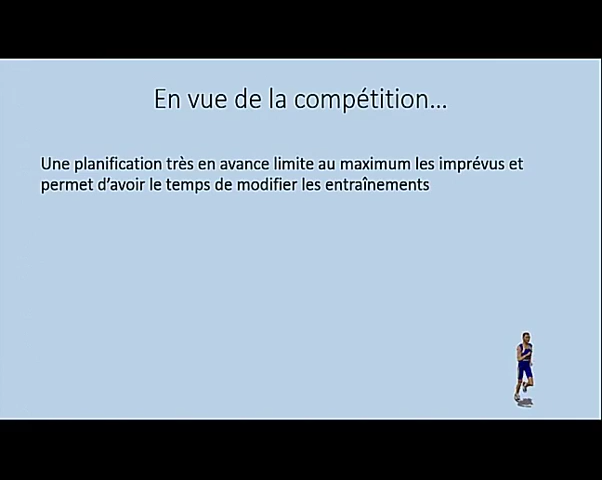 En vue de la compétition...
Une planification très en avance limite au maximum les imprévus et
permet d'avoir le temps de modifier les entraînements